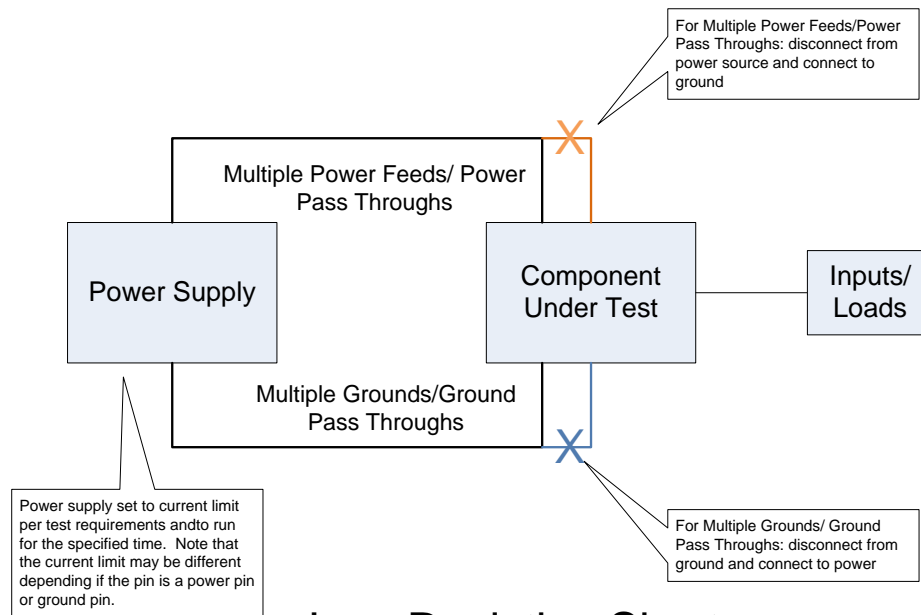 For Multiple Power Feeds/Power
Pass Throughs: disconnect from
power source and connect to
ground
X
Multiple Power Feeds/ Power
Pass Throughs
Power Supply
Component
Under Test
Inputs/
Loads
Multiple Grounds/Ground
Pass Throughs
X
Power supply set to current limit
per test requirements andto run
for the specified time.  Note that
the current limit may be different
depending if the pin is a power pin
or ground pin.
For Multiple Grounds/ Ground
Pass Throughs: disconnect from
ground and connect to power